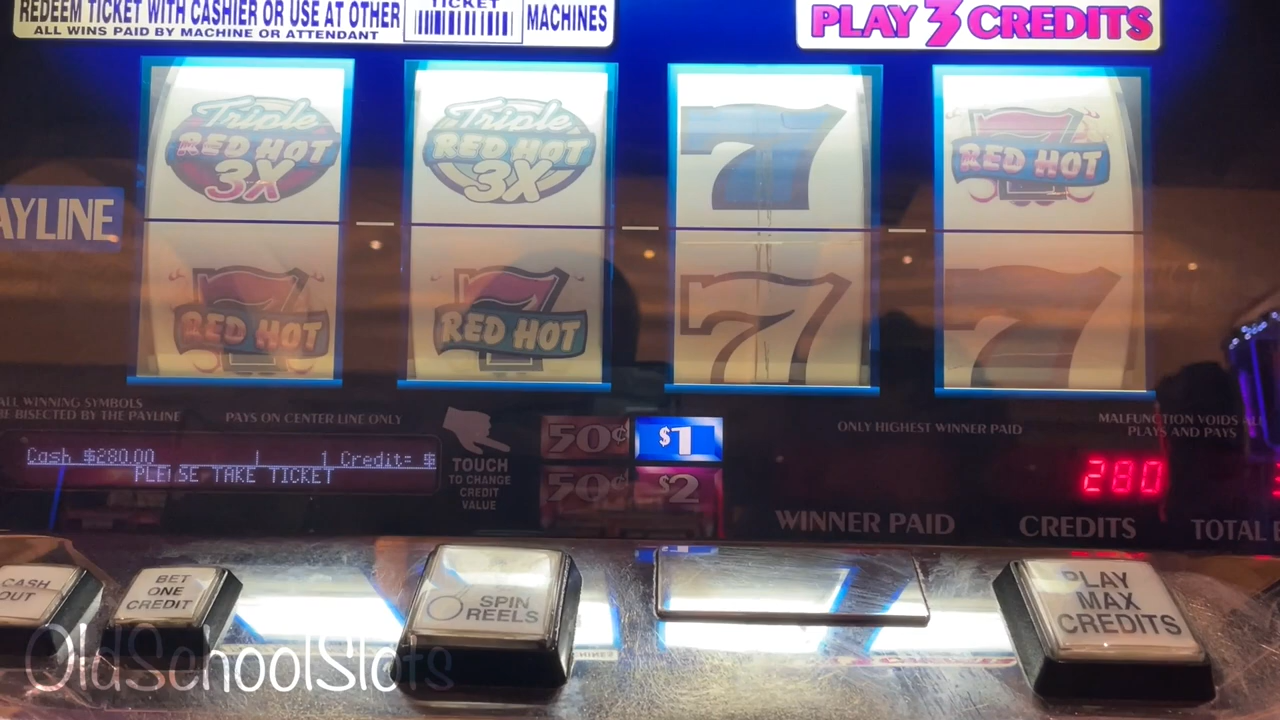 REDEEM TICKET WITH CASHIER OR USE AT OTHER MACHINES
TICKET
ALL WINS PAID BY MACHINE OR ATTENDANT
PLAY 3 CREDITS
Triple
RED HOT
3X
Triple
RED HOT
3X
7
RED HOT
AYLINE
RED HOT
RED HOT
7
7
ALL WINNING SYMBOLS
BE BISECTED BY THE PAYLINE
PAYS ON CENTER LINE ONLY
ONLY HIGHEST WINNER PAID
MALFUNCTION VOIDS ALL
PLAYS AND PAYS
Cash $280.00 1 Credit= $
PLEASE TAKE TICKET
TOUCH
TO CHANGE
CREDIT
VALUE
50¢ $1
50¢ $2
280
WINNER PAID
CREDITS
TOTAL
CASH
OUT
BET
ONE
CREDIT
SPIN
REELS
PLAY
MAX
CREDITS
OldSchoolSlots